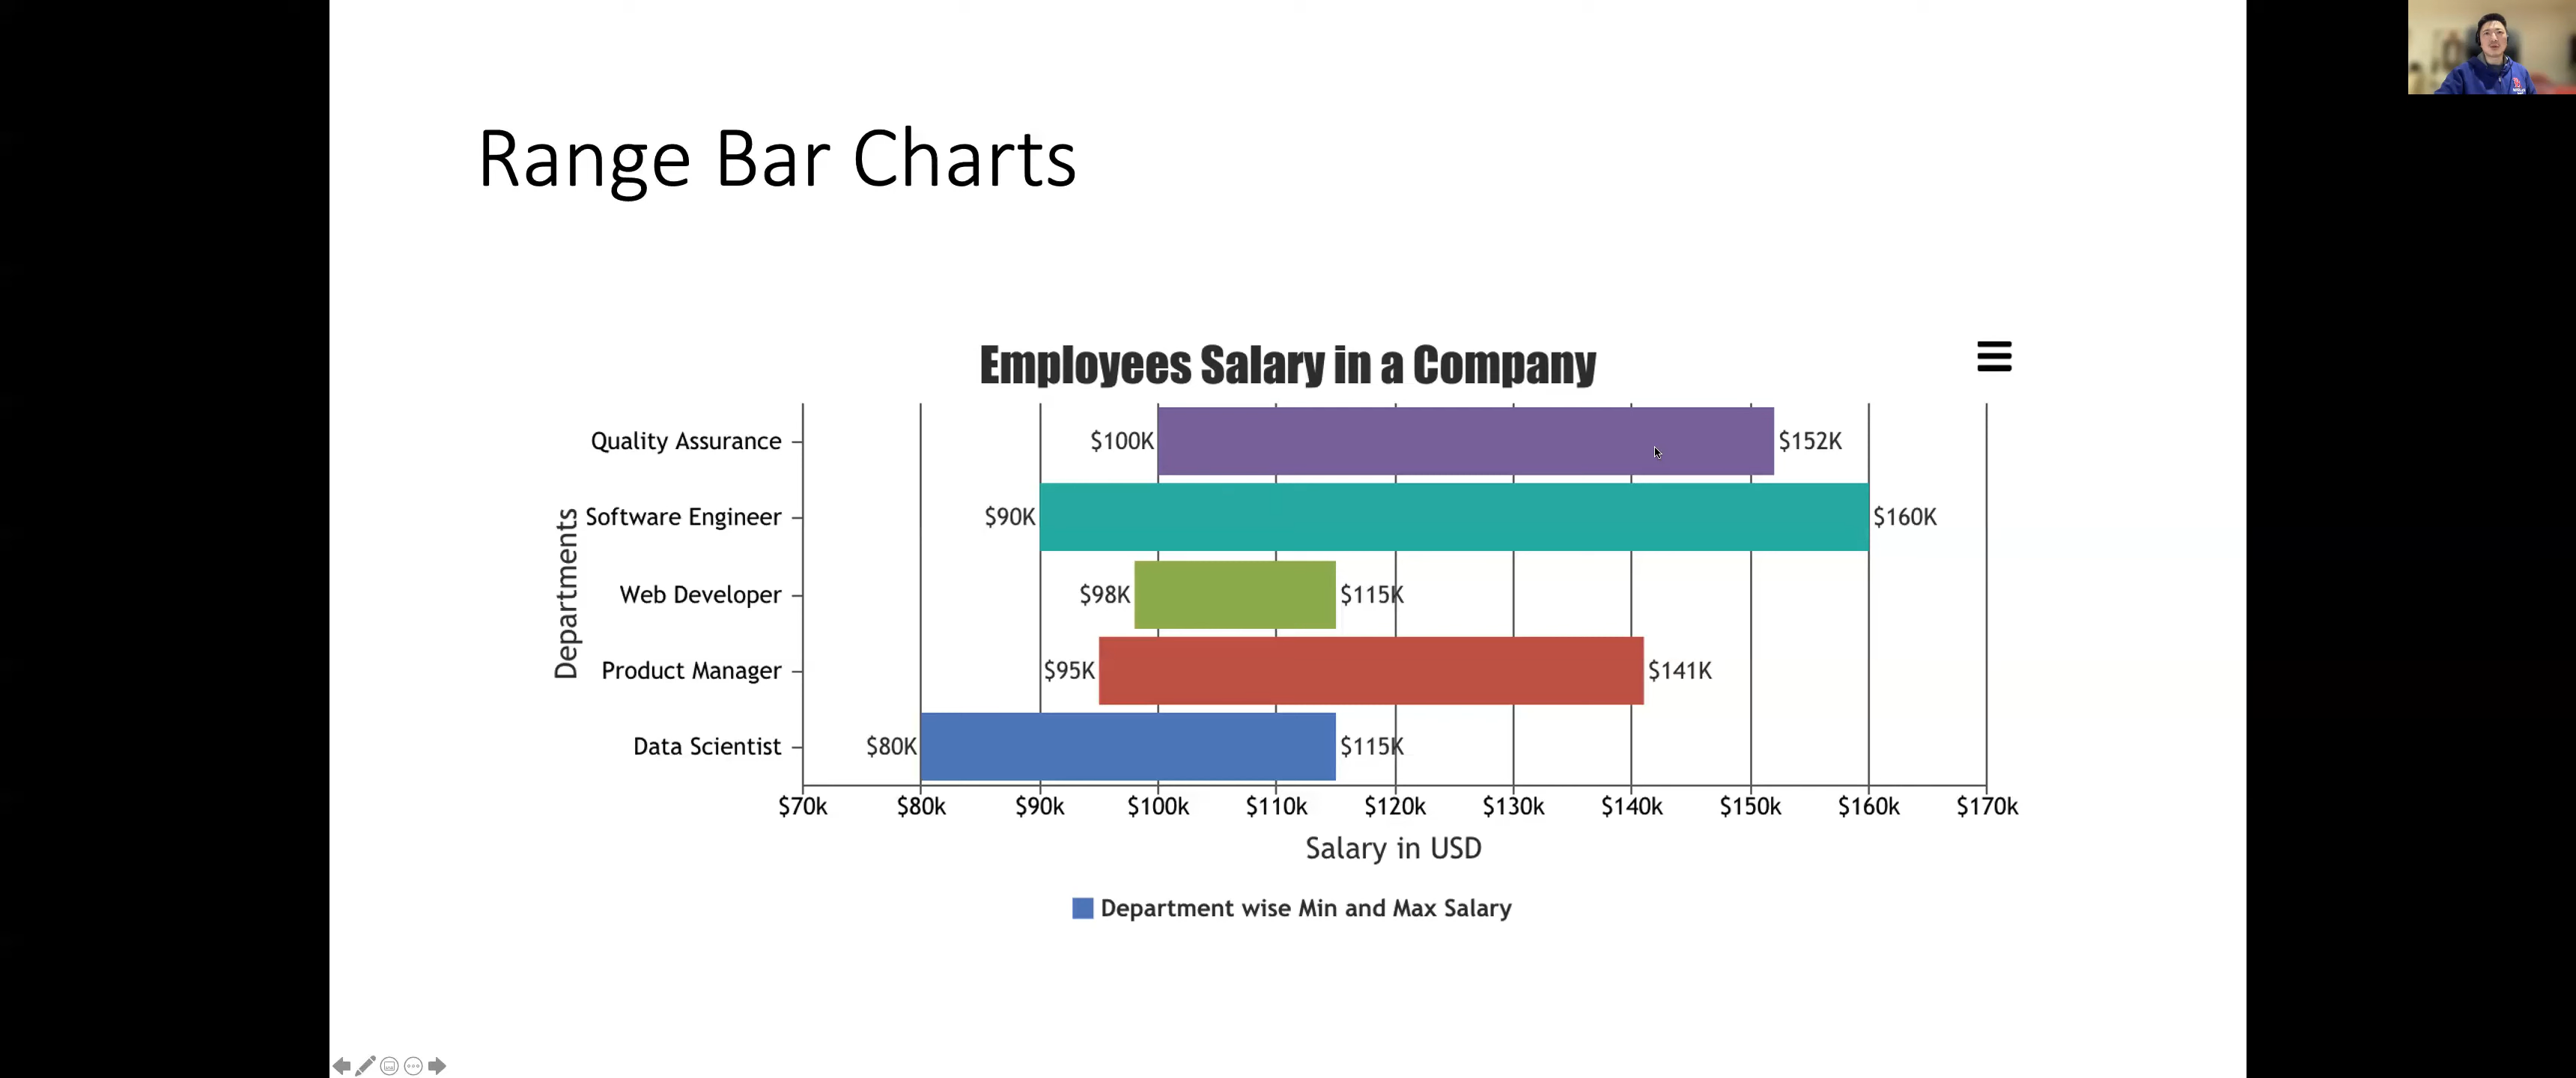 Range Bar Charts
Employees Salary in a Company
Departments
Quality Assurance
$100K
$152K
Software Engineer
$90K
$160K
Web Developer
$98K
$115K
Product Manager
$95K
$141K
Data Scientist
$80K
$115K
$70k $80k $90k $100k $110k $120k $130k $140k $150k $160k $170k
Salary in USD
Department wise Min and Max Salary